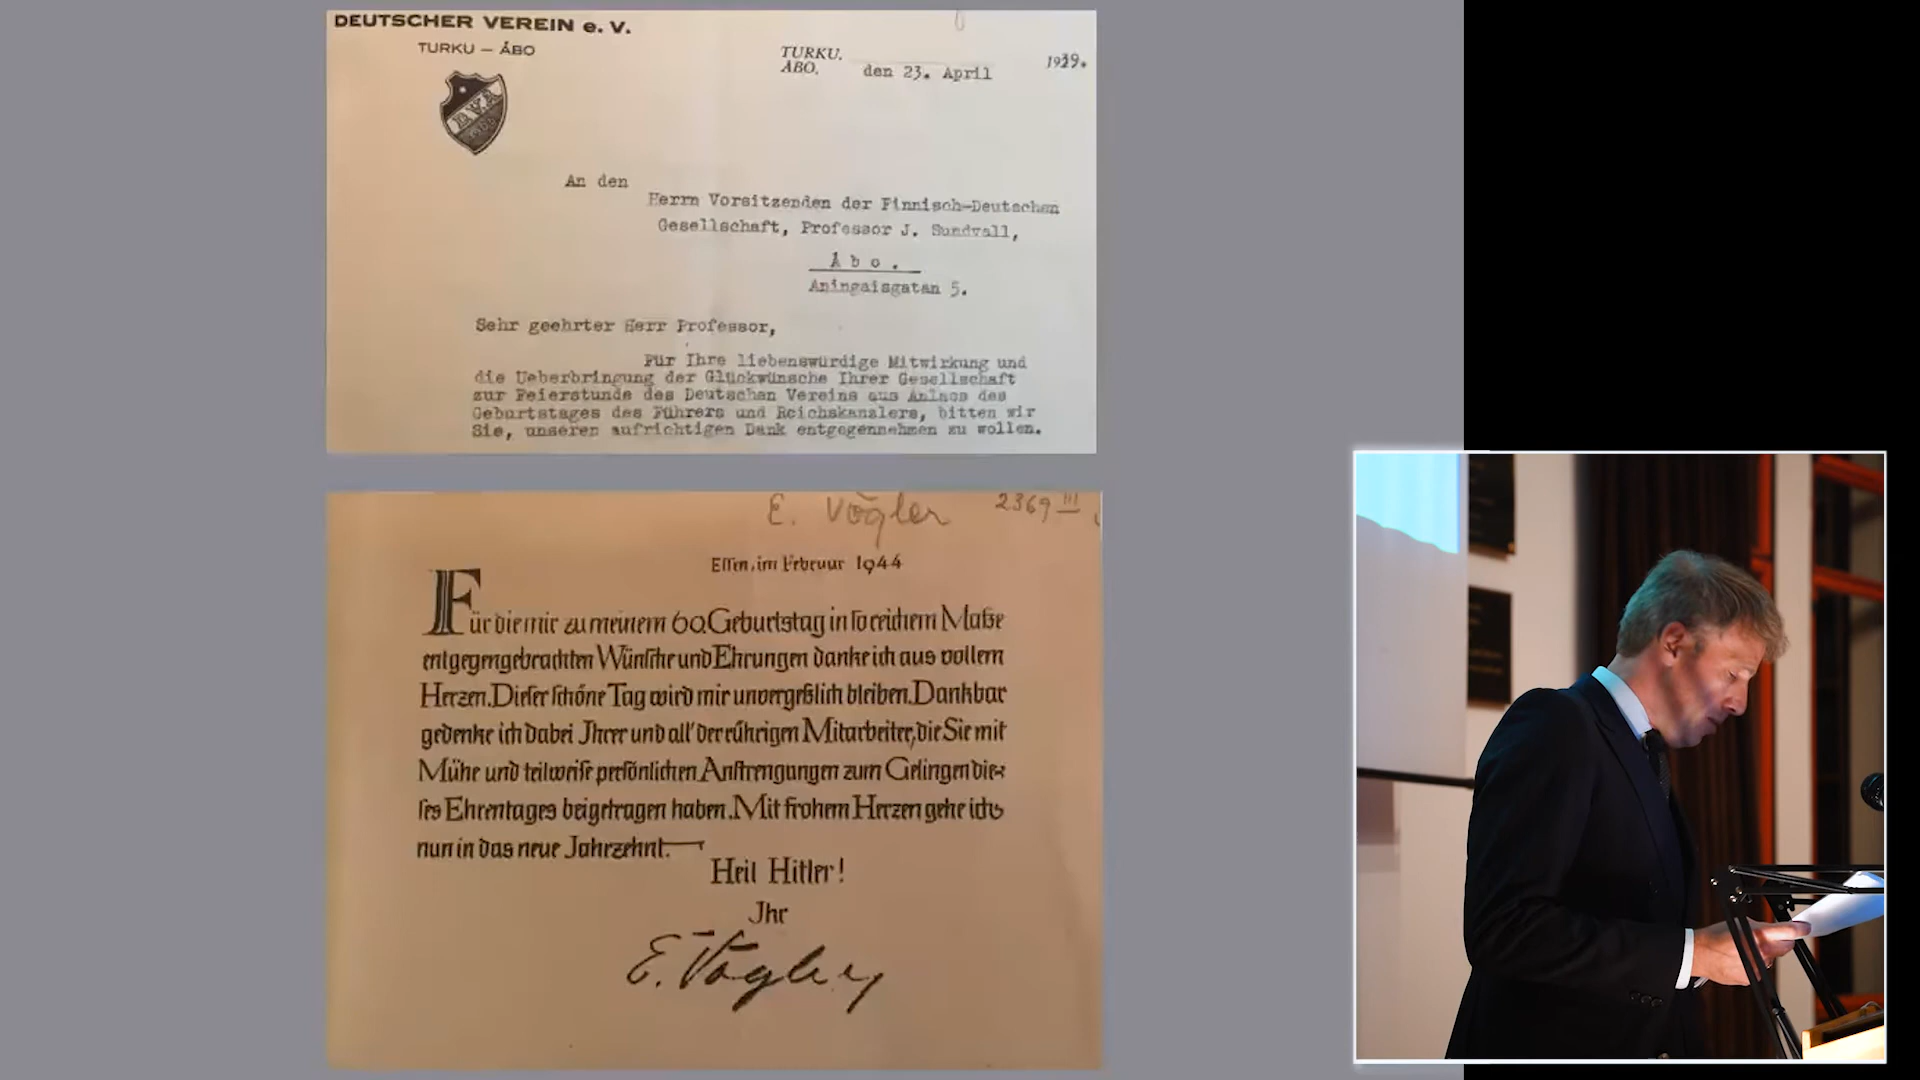 DEUTSCHER VEREIN e. V.
TURKU – ÅBO
TURKU.
ÅBO,
den 23. April
1939.
D.V.Å.
An den
Herrn Vorsitzenden der Finnisch-Deutschen
Gesellschaft, Professor J. Sundvall,
Å b o .
Aningaisgatan 5.
Sehr geehrter Herr Professor,
Für Ihre liebenswürdige Mitwirkung und
die Ueberbringung der Glückwünsche Ihrer Gesellschaft
zur Feierstunde des Deutschen Vereins aus Anlass des
Geburtstages des Führers und Reichskanzlers, bitten wir
Sie, unseren aufrichtigen Dank entgegennehmen zu wollen.
E. Vögler
2369 III
Essen, im Februar 1944
Für die mir zu meinem 60. Geburtstag in so reichem Maße
entgegengebrachten Wünsche und Ehrungen danke ich aus vollem
Herzen. Dieser schöne Tag wird mir unvergeßlich bleiben. Dankbar
gedenke ich dabei Ihrer und all' der rührigen Mitarbeiter, die Sie mit
Mühe und teilweise persönlichen Anstrengungen zum Gelingen die=
ses Ehrentages beigetragen haben. Mit frohem Herzen gehe ich
nun in das neue Jahrzehnt.
Heil Hitler!
Ihr
E. Vögler